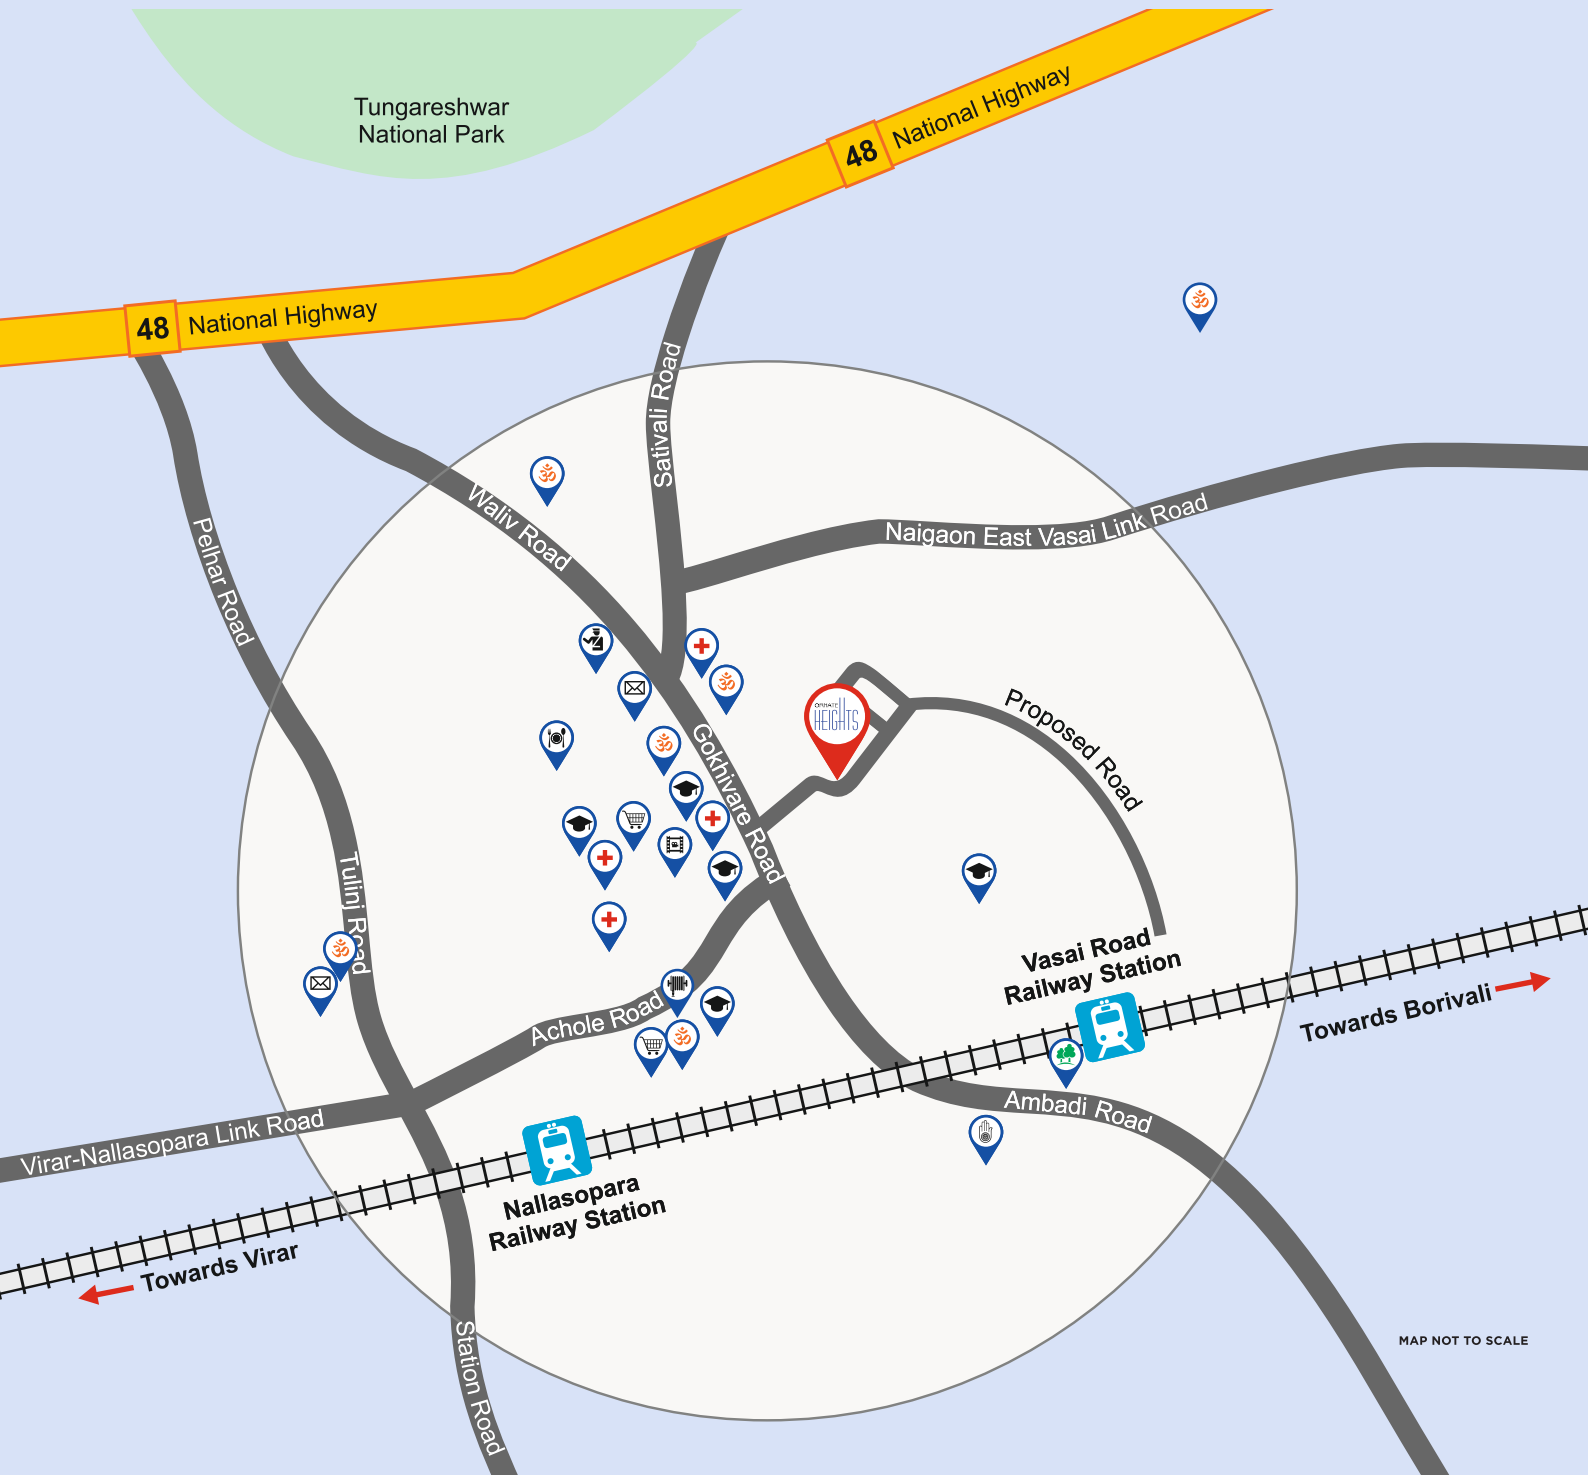 Tungareshwar
National Park
48 National Highway
48 National Highway
Sativali Road
Waliv Road
Naigaon East Vasai Link Road
Pelhar Road
ORNATE
HEIGHTS
Proposed Road
Gokhivare Road
Tulinj Road
Vasai Road
Railway Station
Towards Borivali
Achole Road
Ambadi Road
Virar-Nallasopara Link Road
Nallasopara
Railway Station
Towards Virar
Station Road
MAP NOT TO SCALE